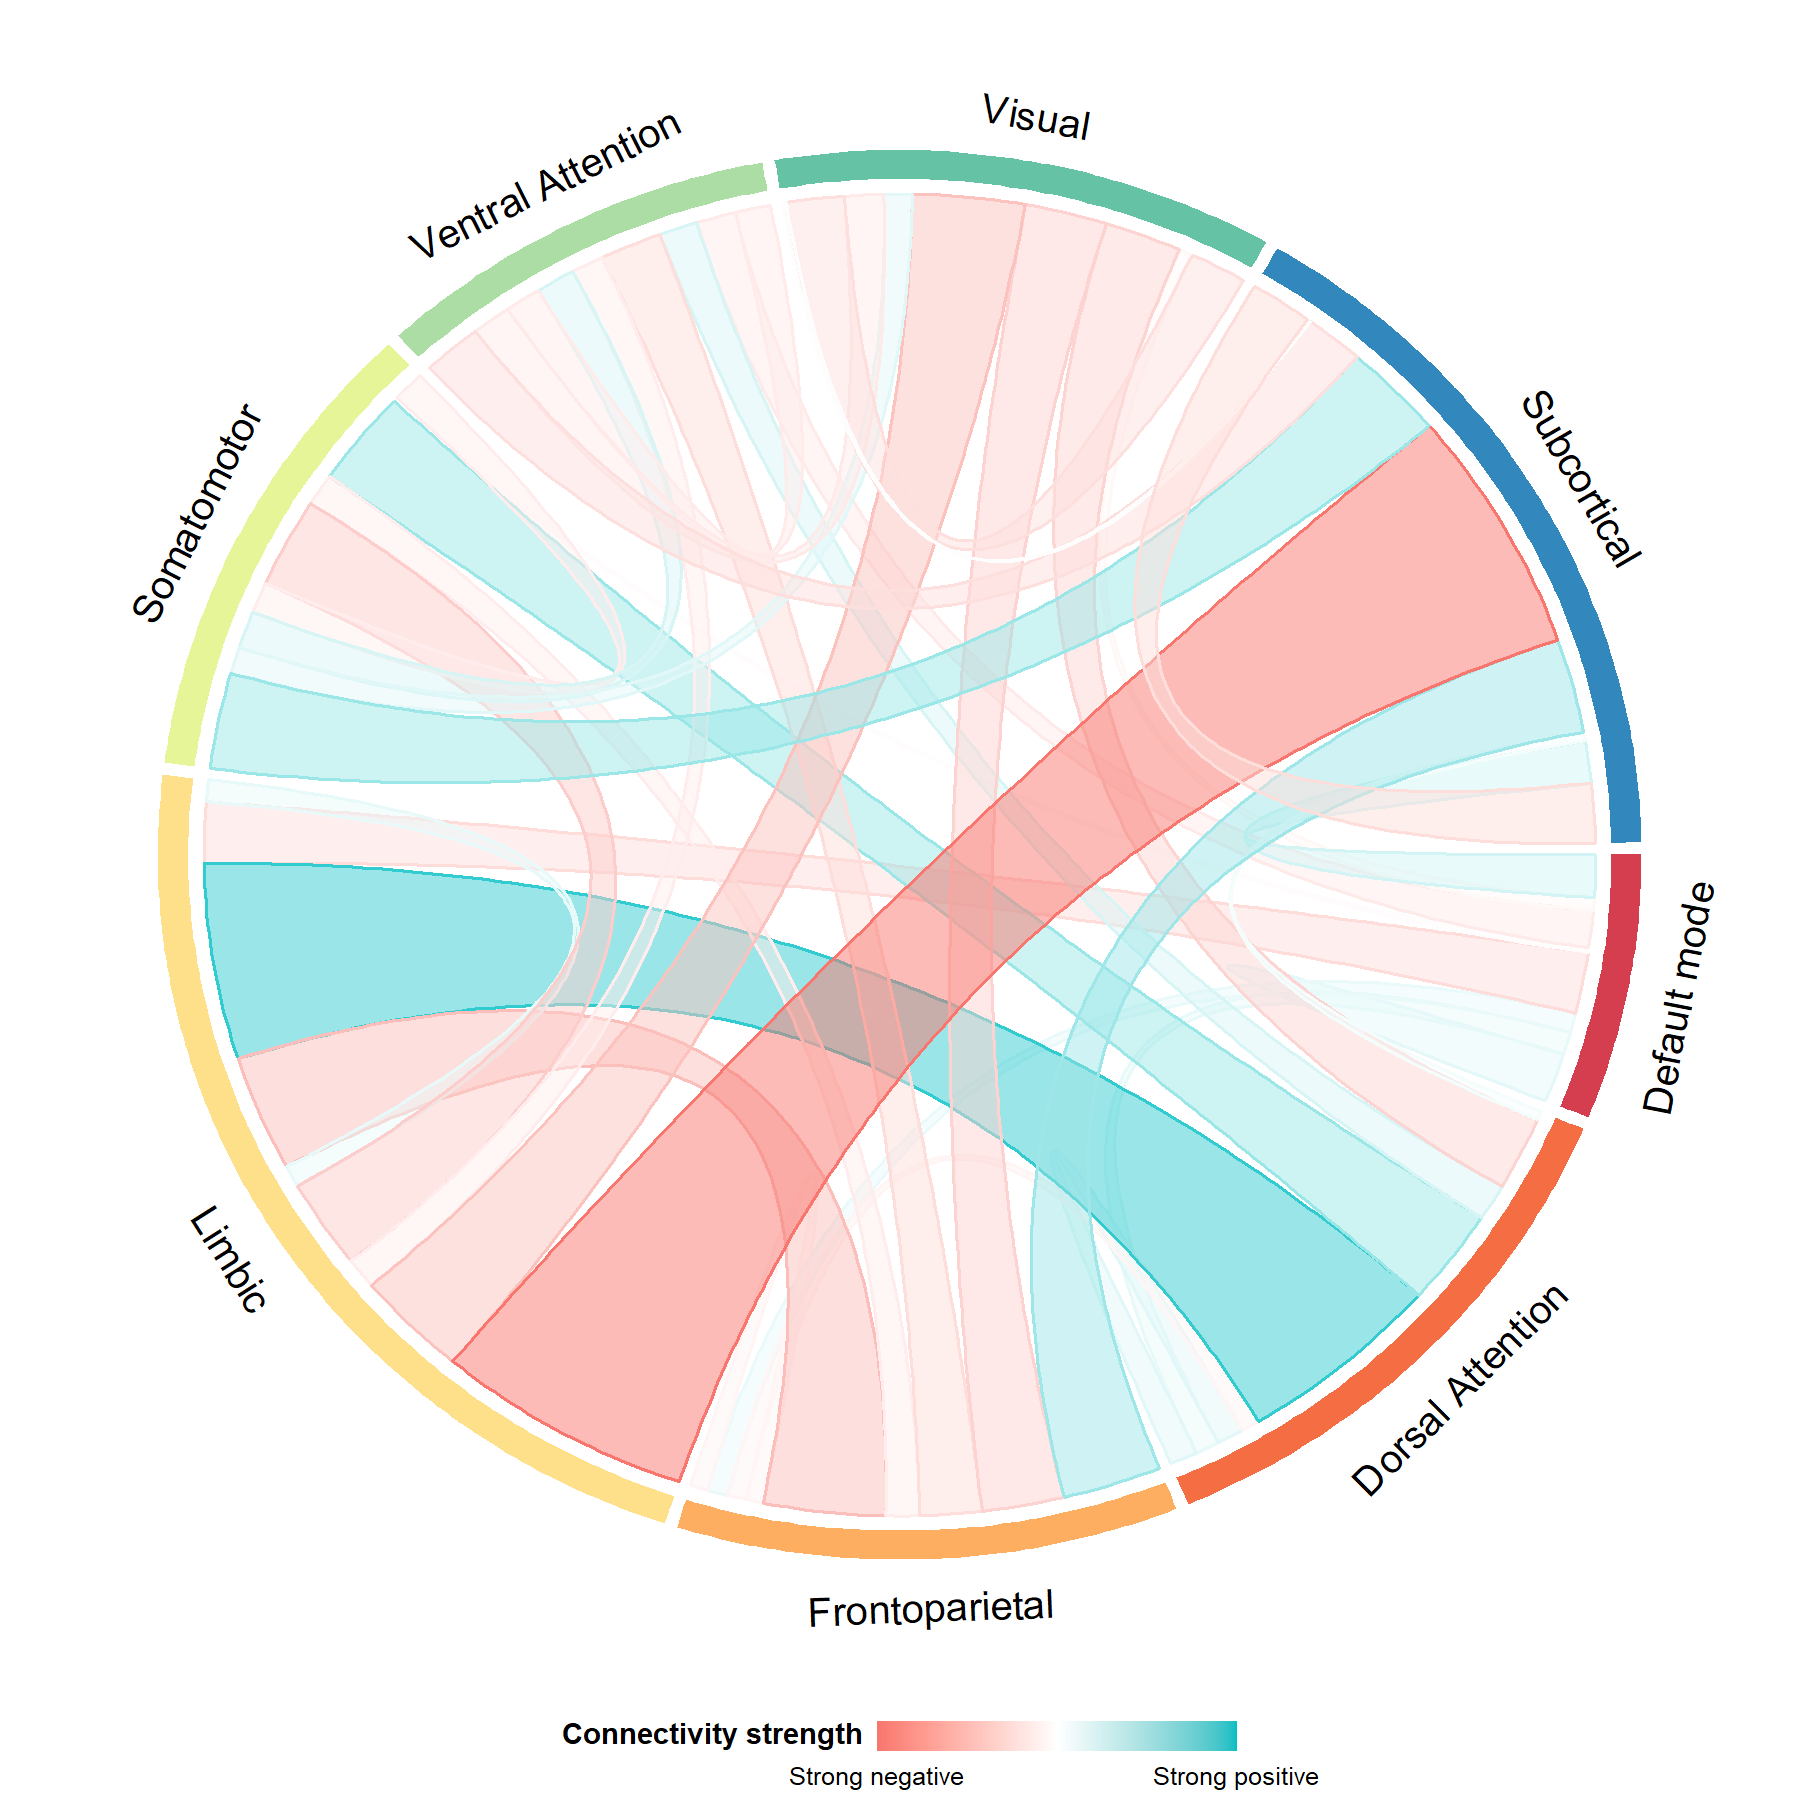 Visual
Ventral Attention
Subcortical
Somatomotor
Default mode
Limbic
Dorsal Attention
Frontoparietal
Connectivity strength
Strong negative
Strong positive